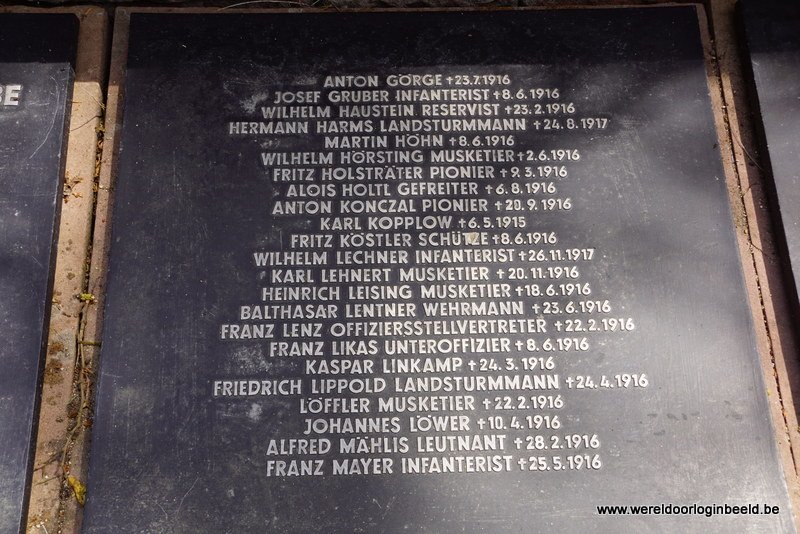 BE
ANTON GÖRGE +23.7.1916
JOSEF GRUBER INFANTERIST +8.6.1916
WILHELM HAUSTEIN RESERVIST +23.2.1916
HERMANN HARMS LANDSTURMMANN +24.8.1917
MARTIN HÖHN +8.6.1916
WILHELM HÖRSTING MUSKETIER +2.6.1916
FRITZ HOLSTRÄTER PIONIER +9.3.1916
ALOIS HOLTL GEFREITER +6.8.1916
ANTON KONCZAL PIONIER +20.9.1916
KARL KOPPLOW +6.5.1915
FRITZ KÖSTLER SCHÜTZE +8.6.1916
WILHELM LECHNER INFANTERIST +26.11.1917
KARL LEHNERT MUSKETIER +20.11.1916
HEINRICH LEISING MUSKETIER +18.6.1916
BALTHASAR LENTNER WEHRMANN +23.6.1916
FRANZ LENZ OFFIZIERSSTELLVERTRETER +22.2.1916
FRANZ LIKAS UNTEROFFIZIER +8.6.1916
KASPAR LINKAMP +24.3.1916
FRIEDRICH LIPPOLD LANDSTURMMANN +24.4.1916
LÖFFLER MUSKETIER +22.2.1916
JOHANNES LÖWER +10.4.1916
ALFRED MÄHLIS LEUTNANT +28.2.1916
FRANZ MAYER INFANTERIST +25.5.1916
www.wereldoorloginbeeld.be